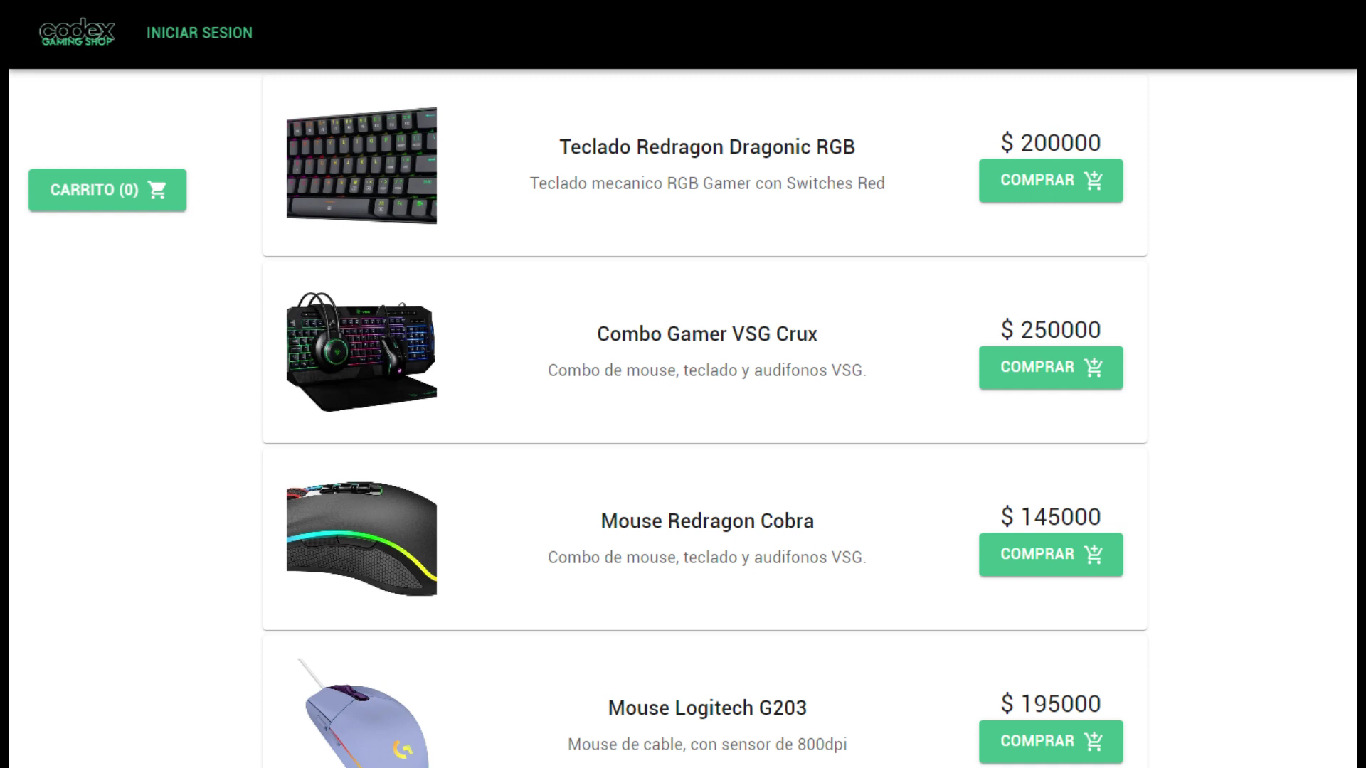 codex
GAMING SHOP
INICIAR SESION
CARRITO (0)
Teclado Redragon Dragonic RGB
Teclado mecanico RGB Gamer con Switches Red
$ 200000
COMPRAR
Combo Gamer VSG Crux
Combo de mouse, teclado y audifonos VSG.
$ 250000
COMPRAR
Mouse Redragon Cobra
Combo de mouse, teclado y audifonos VSG.
$ 145000
COMPRAR
Mouse Logitech G203
Mouse de cable, con sensor de 800dpi
$ 195000
COMPRAR